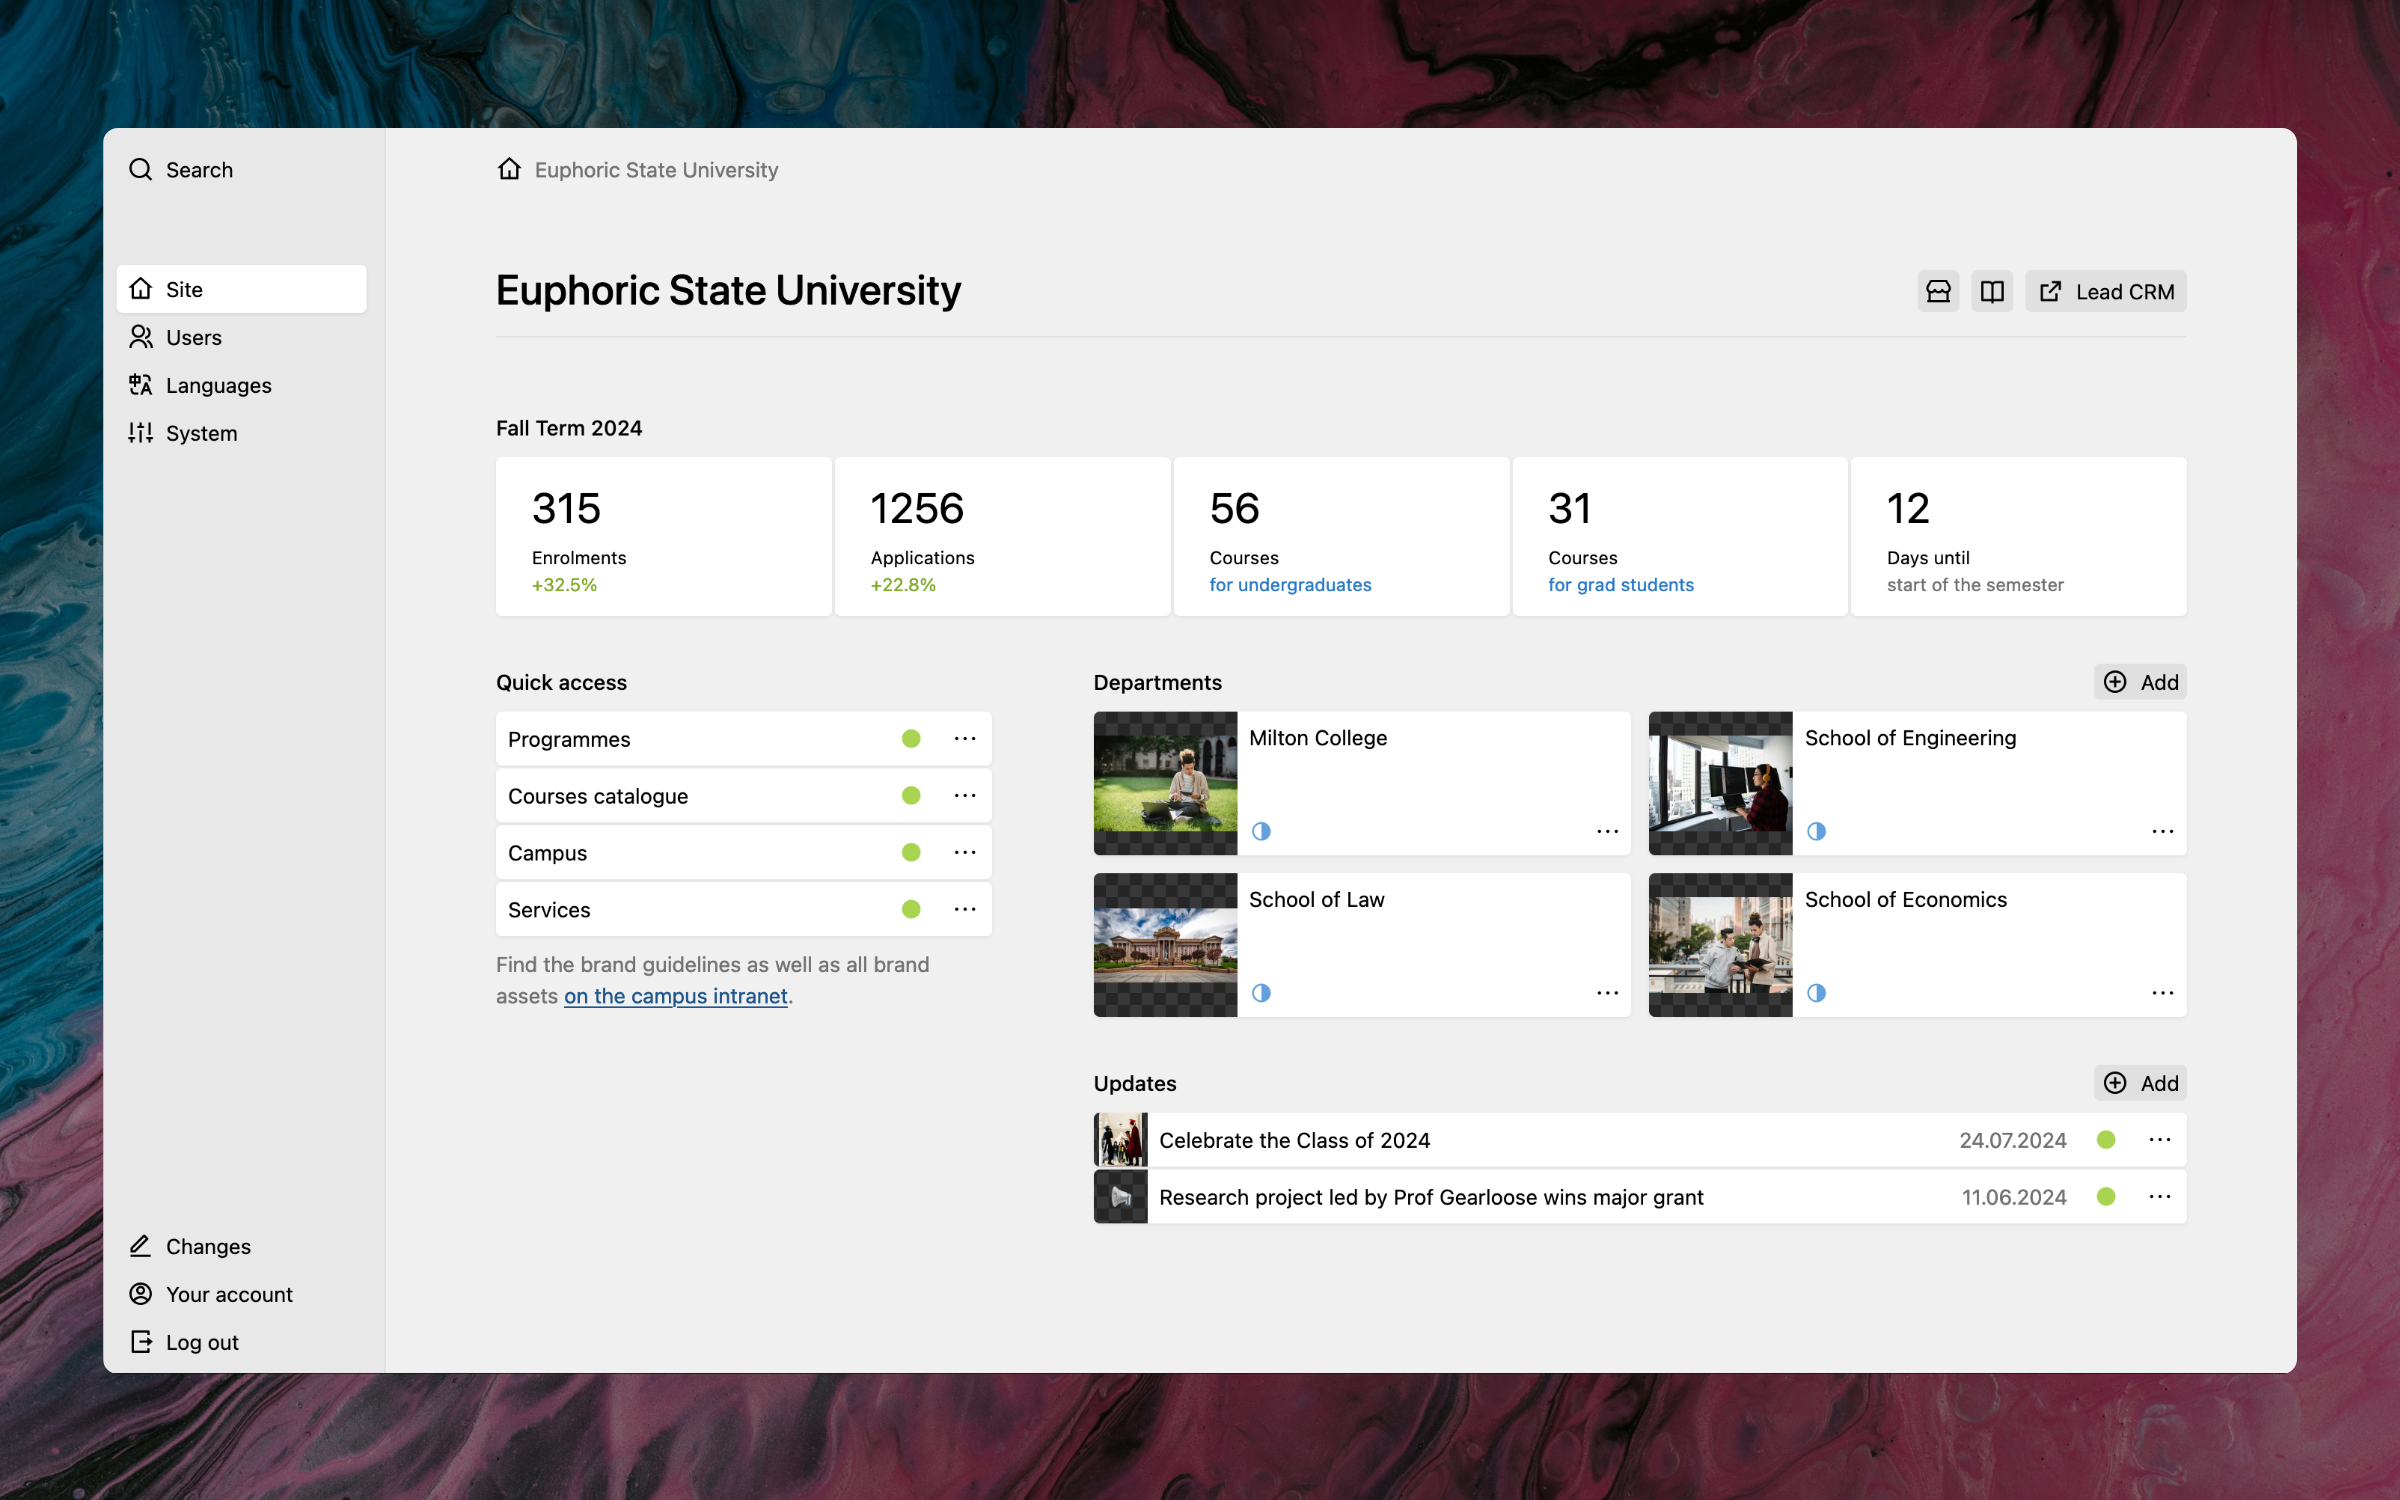 Search
Site
Users
Languages
System
Changes
Your account
Log out
Euphoric State University
Euphoric State University
Lead CRM
Fall Term 2024
315
Enrolments
+32.5%
1256
Applications
+22.8%
56
Courses
for undergraduates
31
Courses
for grad students
12
Days until
start of the semester
Quick access
Programmes
Courses catalogue
Campus
Services
Find the brand guidelines as well as all brand
assets on the campus intranet.
Departments
Add
Milton College
School of Engineering
School of Law
School of Economics
Updates
Add
Celebrate the Class of 2024 24.07.2024
Research project led by Prof Gearloose wins major grant 11.06.2024